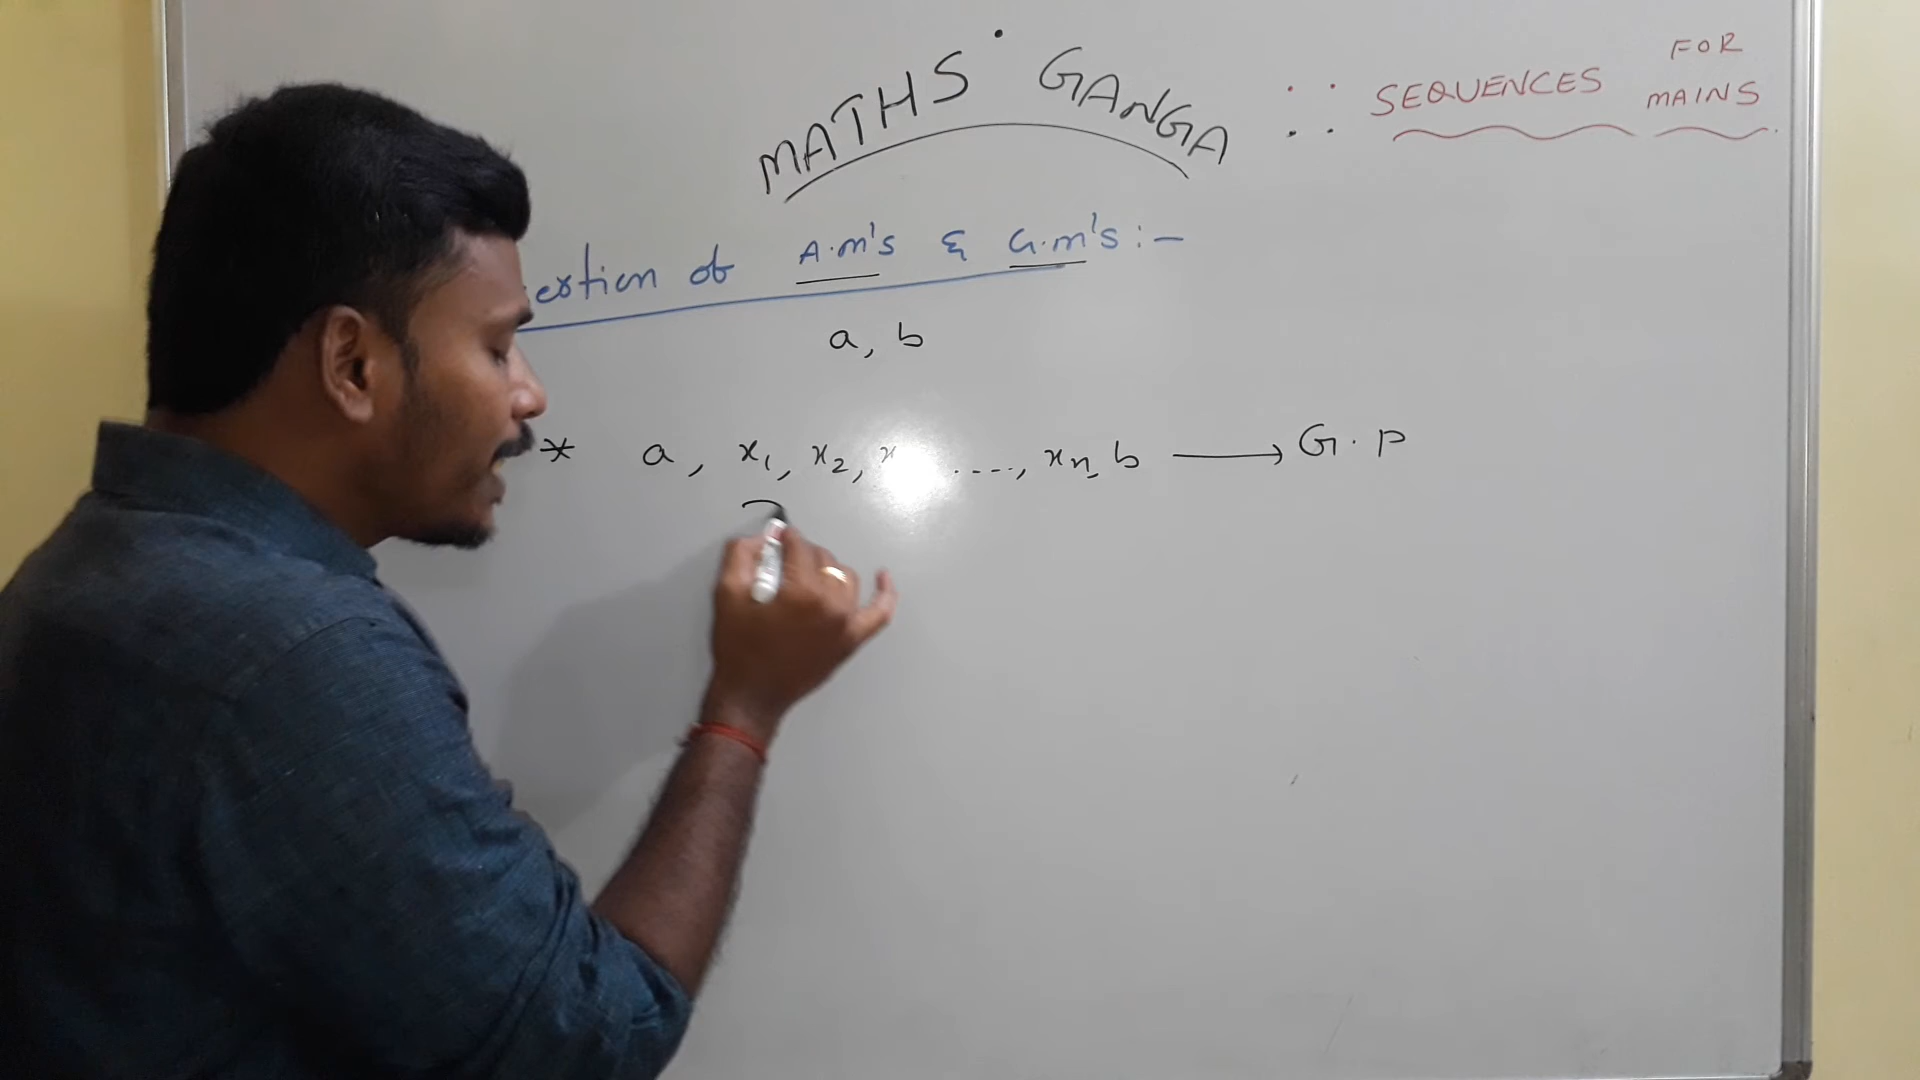 MATHS GANGA : : SEQUENCES FOR MAINS
ertion of A.M's & G.M's :-
a, b
* a, x₁, x₂, x ...., xₙ, b → G.P